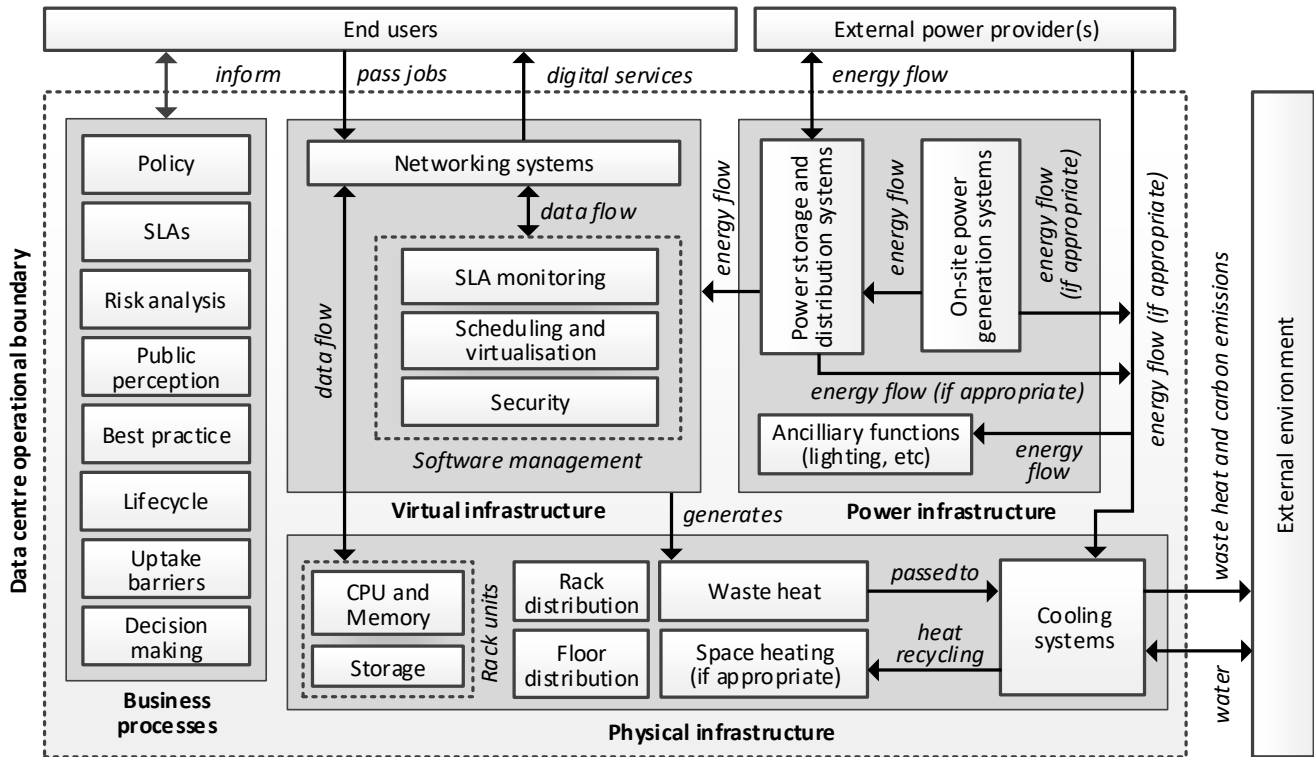 End users
External power provider(s)
inform
pass jobs
digital services
energy flow
Data centre operational boundary
Policy
SLAs
Risk analysis
Public
perception
Best practice
Lifecycle
Uptake
barriers
Decision
making
Business
processes
Networking systems
data flow
data flow
SLA monitoring
Scheduling and
virtualisation
Security
Software management
Virtual infrastructure
energy flow
Power storage and
distribution systems
energy flow
On-site power
generation systems
energy flow
(if appropriate)
energy flow (if appropriate)
energy flow (if appropriate)
Ancilliary functions
(lighting, etc)
energy
flow
Power infrastructure
generates
CPU and
Memory
Storage
Rack units
Rack
distribution
Floor
distribution
Waste heat
passed to
Space heating
(if appropriate)
heat
recycling
Cooling
systems
Physical infrastructure
waste heat and carbon emissions
water
External environment